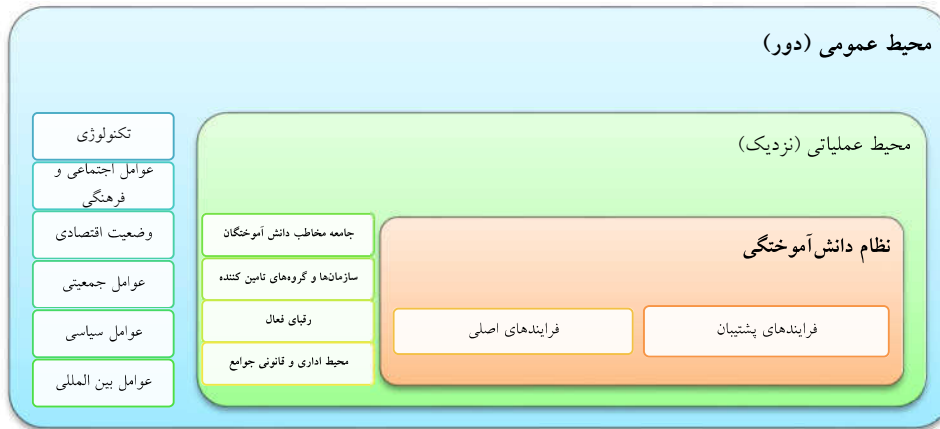 محیط عمومی (دور)
محیط عملیاتی (نزدیک)
نظام دانش‌آموختگی
فرایندهای پشتیبان
فرایندهای اصلی
جامعه مخاطب دانش آموختگان
سازمان‌ها و گروه‌های تامین کننده
رقبای فعال
محیط اداری و قانونی جوامع
تکنولوژی
عوامل اجتماعی و
فرهنگی
وضعیت اقتصادی
عوامل جمعیتی
عوامل سیاسی
عوامل بین المللی